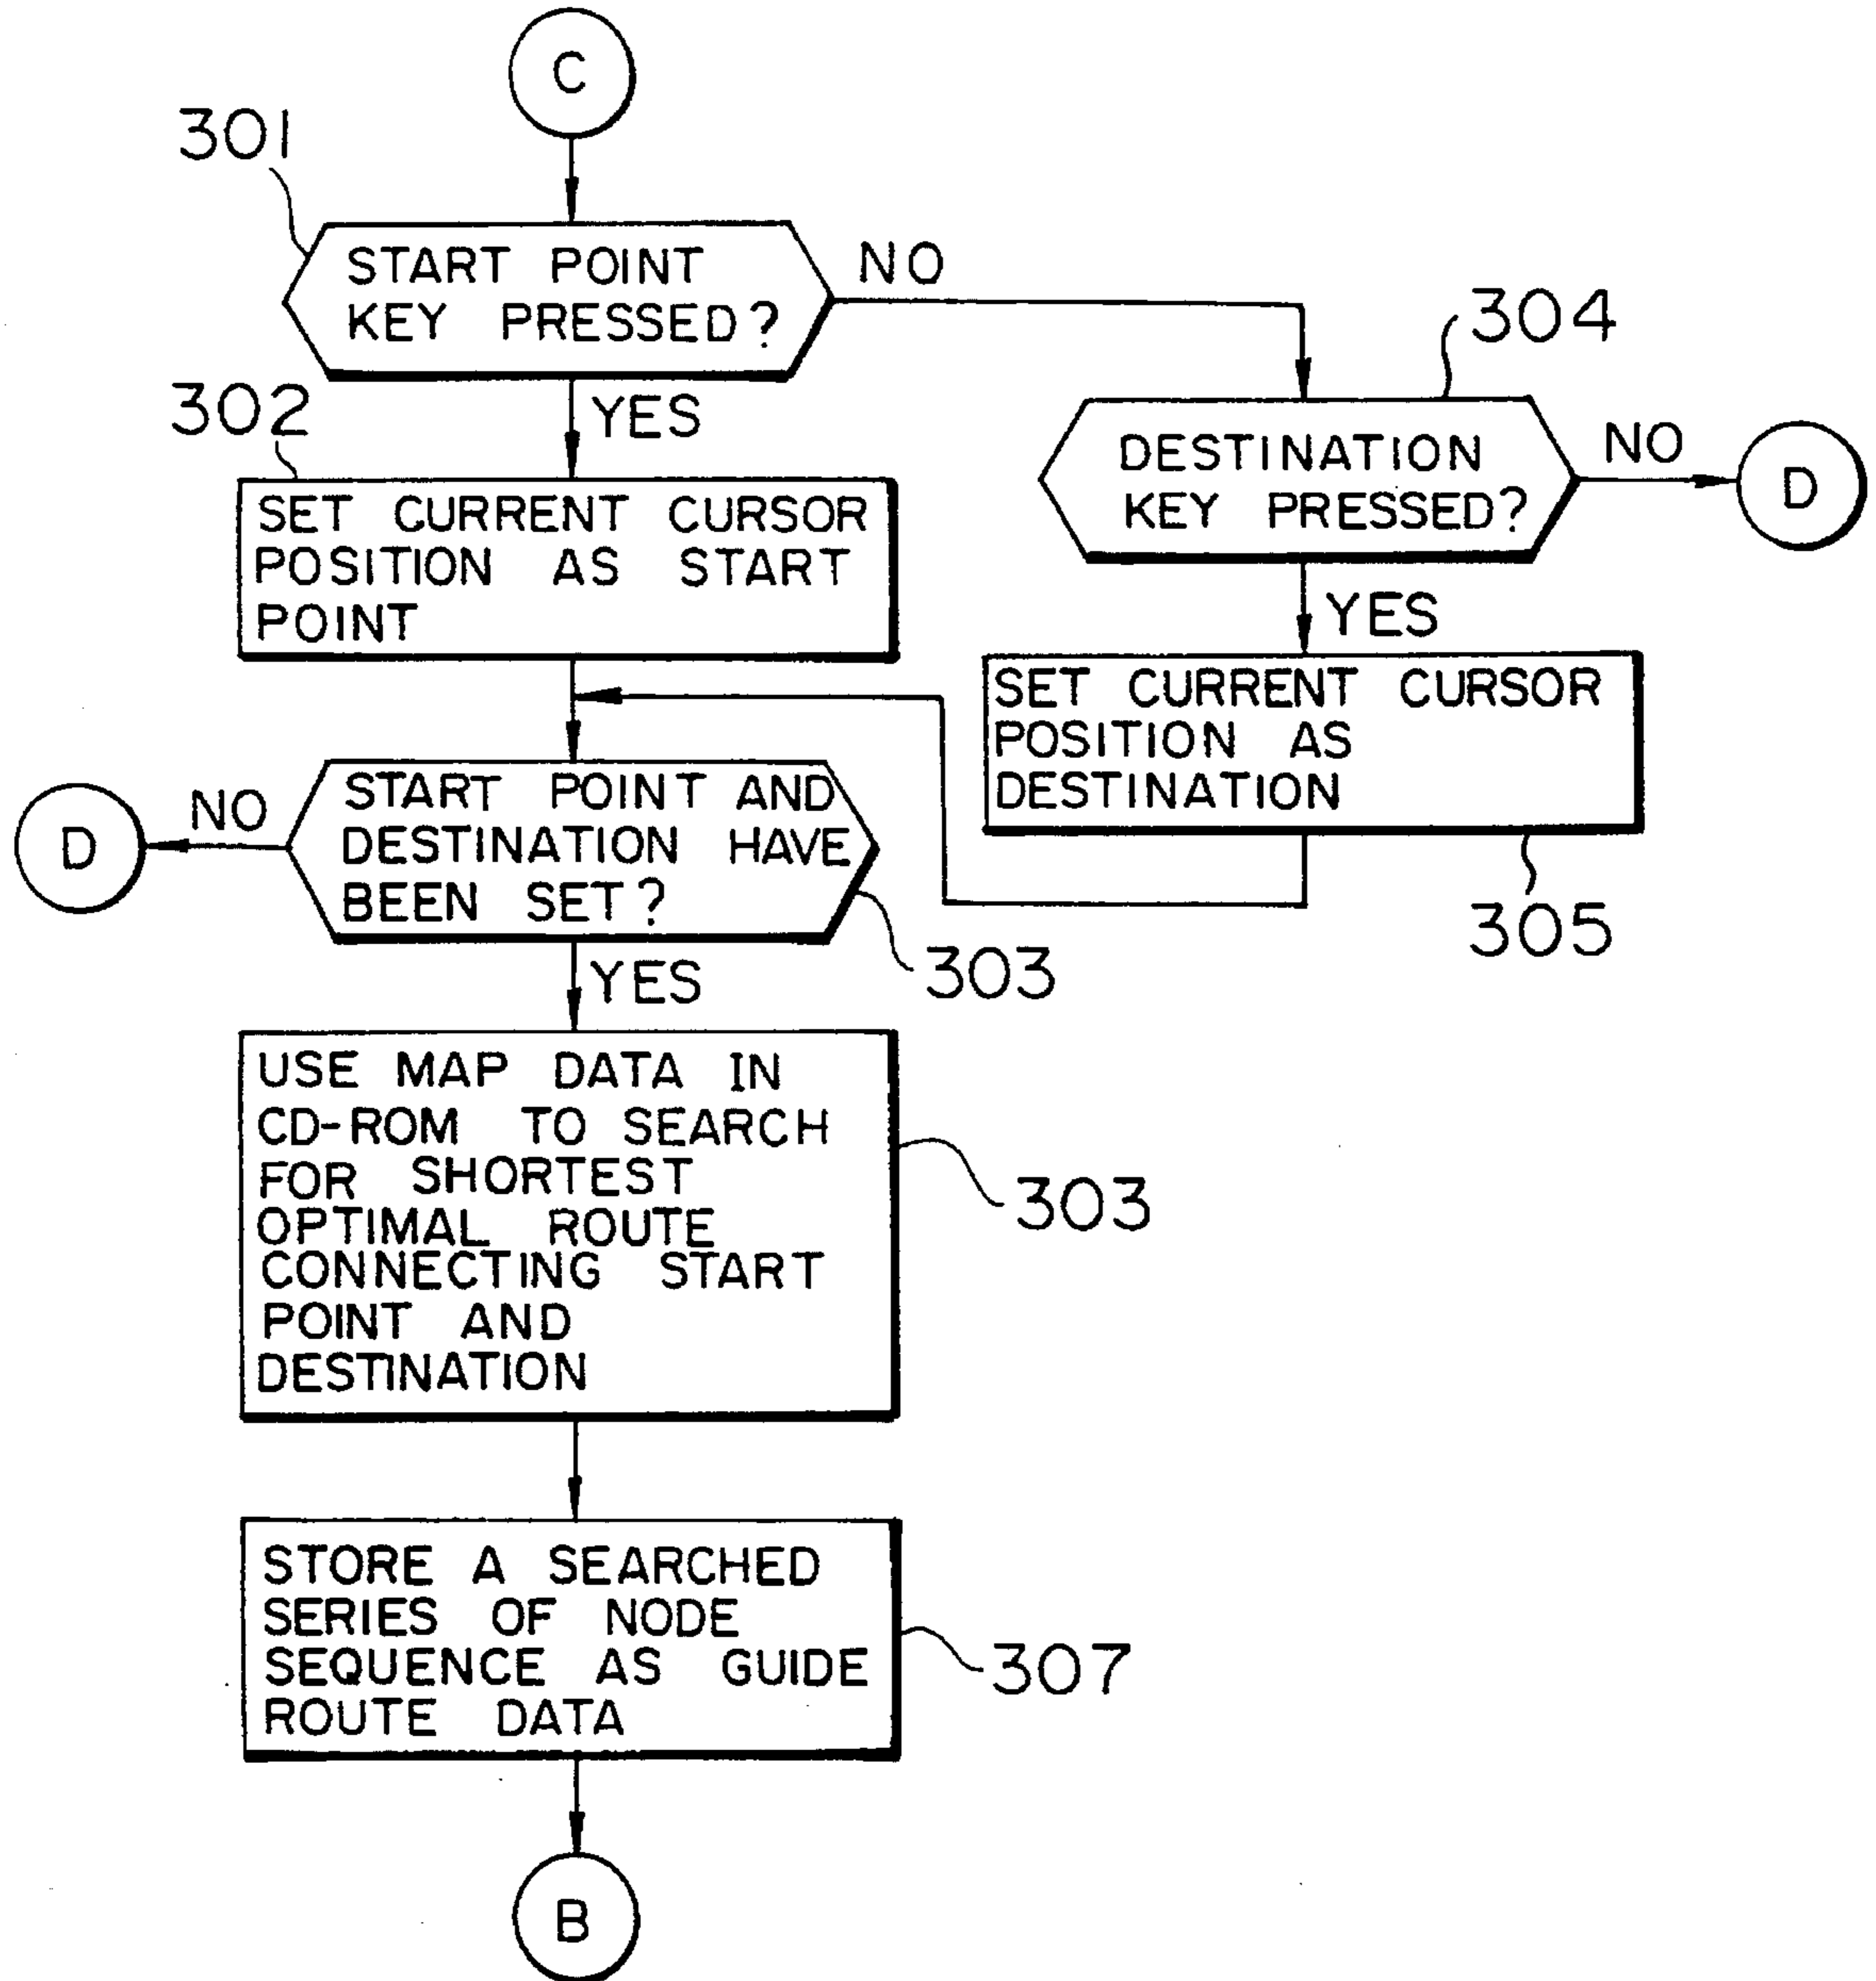 C
301
START POINT
KEY PRESSED?
NO
304
302
YES
DESTINATION
KEY PRESSED?
NO
D
SET CURRENT CURSOR
POSITION AS START
POINT
YES
SET CURRENT CURSOR
POSITION AS
DESTINATION
305
D
NO
START POINT AND
DESTINATION HAVE
BEEN SET?
303
YES
USE MAP DATA IN
CD-ROM TO SEARCH
FOR SHORTEST
OPTIMAL ROUTE
CONNECTING START
POINT AND
DESTINATION
303
STORE A SEARCHED
SERIES OF NODE
SEQUENCE AS GUIDE
ROUTE DATA
307
B